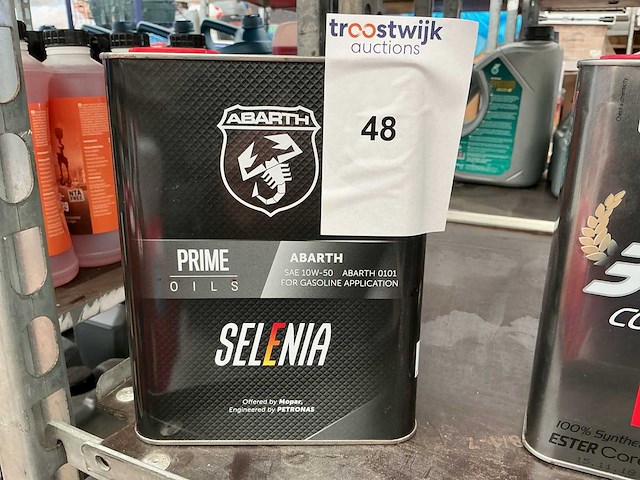 troostwijk
auctions
48
ABARTH
PRIME
OILS
ABARTH
SAE 10W-50 ABARTH 0101
FOR GASOLINE APPLICATION
SELENIA
Offered by Mopar,
Engineered by PETRONAS
100% Synthe
ESTER Core